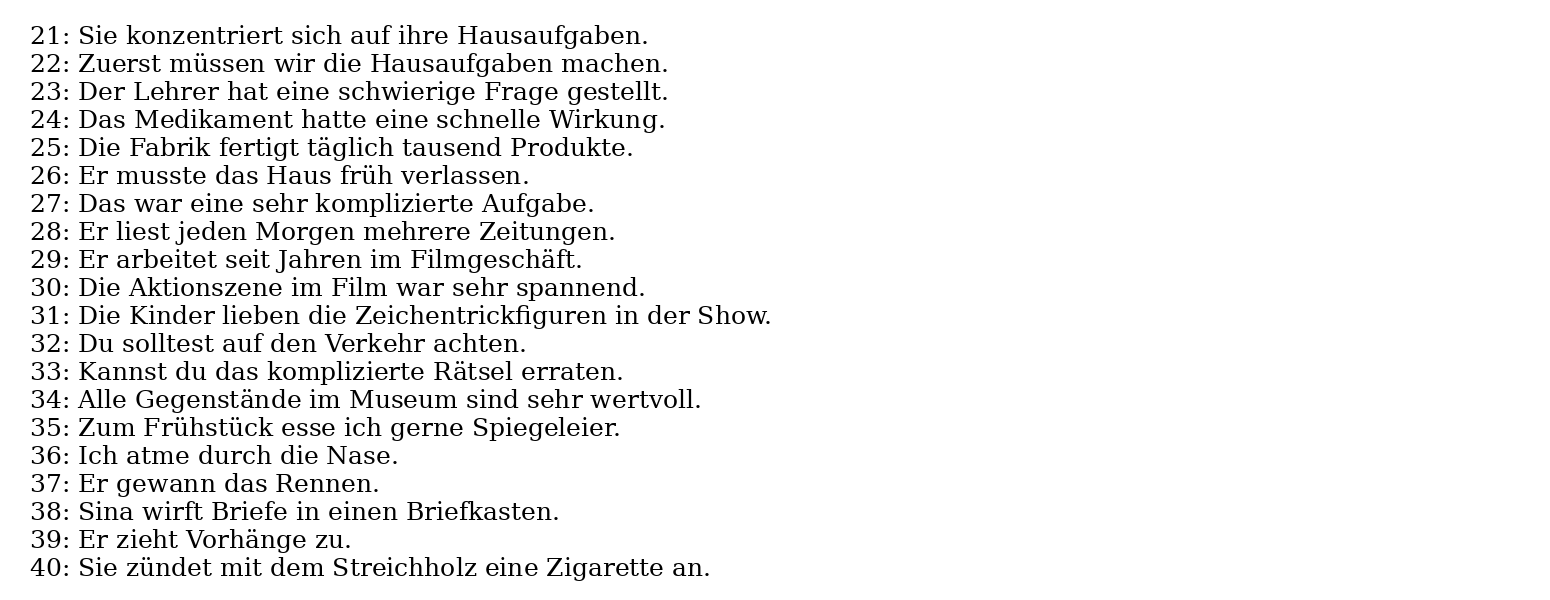 21: Sie konzentriert sich auf ihre Hausaufgaben.
22: Zuerst müssen wir die Hausaufgaben machen.
23: Der Lehrer hat eine schwierige Frage gestellt.
24: Das Medikament hatte eine schnelle Wirkung.
25: Die Fabrik fertigt täglich tausend Produkte.
26: Er musste das Haus früh verlassen.
27: Das war eine sehr komplizierte Aufgabe.
28: Er liest jeden Morgen mehrere Zeitungen.
29: Er arbeitet seit Jahren im Filmgeschäft.
30: Die Aktionszene im Film war sehr spannend.
31: Die Kinder lieben die Zeichentrickfiguren in der Show.
32: Du solltest auf den Verkehr achten.
33: Kannst du das komplizierte Rätsel erraten.
34: Alle Gegenstände im Museum sind sehr wertvoll.
35: Zum Frühstück esse ich gerne Spiegeleier.
36: Ich atme durch die Nase.
37: Er gewann das Rennen.
38: Sina wirft Briefe in einen Briefkasten.
39: Er zieht Vorhänge zu.
40: Sie zündet mit dem Streichholz eine Zigarette an.